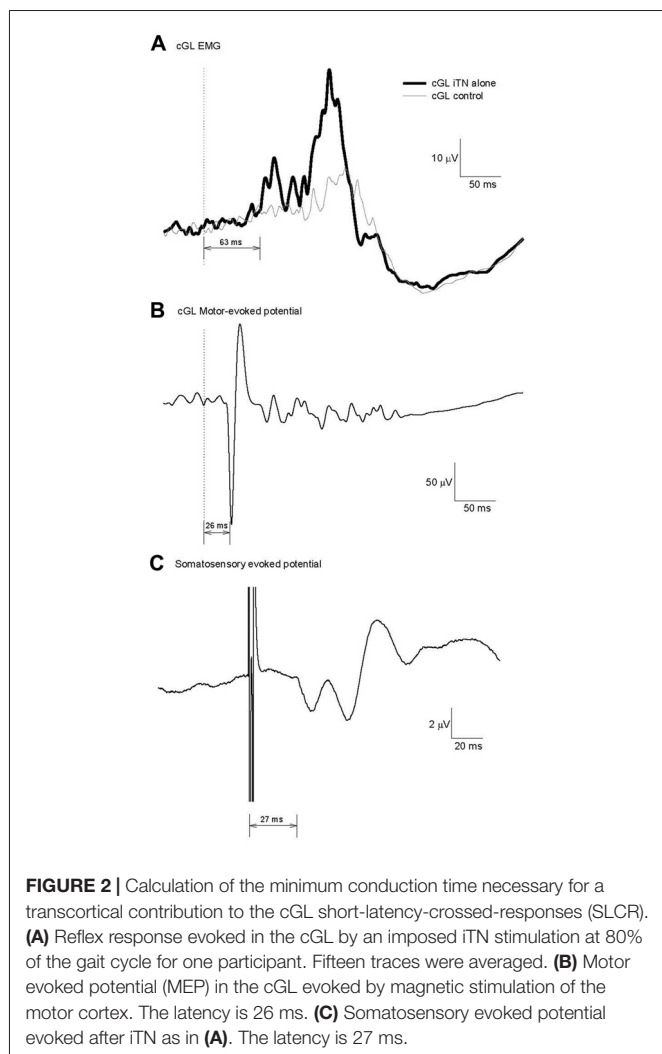 A cGL EMG
cGL iTN alone
cGL control
10 µV
50 ms
63 ms
B cGL Motor-evoked potential
50 µV
50 ms
26 ms
C Somatosensory evoked potential
2 µV
20 ms
27 ms
FIGURE 2 | Calculation of the minimum conduction time necessary for a
transcortical contribution to the cGL short-latency-crossed-responses (SLCR).
(A) Reflex response evoked in the cGL by an imposed iTN stimulation at 80%
of the gait cycle for one participant. Fifteen traces were averaged. (B) Motor
evoked potential (MEP) in the cGL evoked by magnetic stimulation of the
motor cortex. The latency is 26 ms. (C) Somatosensory evoked potential
evoked after iTN as in (A). The latency is 27 ms.